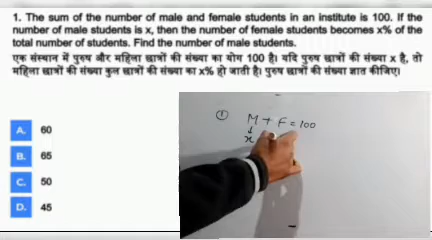 1. The sum of the number of male and female students in an institute is 100. If the
number of male students is x, then the number of female students becomes x% of the
total number of students. Find the number of male students.
एक संस्थान में पुरुष और महिला छात्रों की संख्या का योग 100 है। यदि पुरुष छात्रों की संख्या x है, तो
महिला छात्रों की संख्या कुल छात्रों की संख्या का x% हो जाती है। पुरुष छात्रों की संख्या ज्ञात कीजिए।
A. 60
B. 65
C. 50
D. 45
① M + F = 100
x